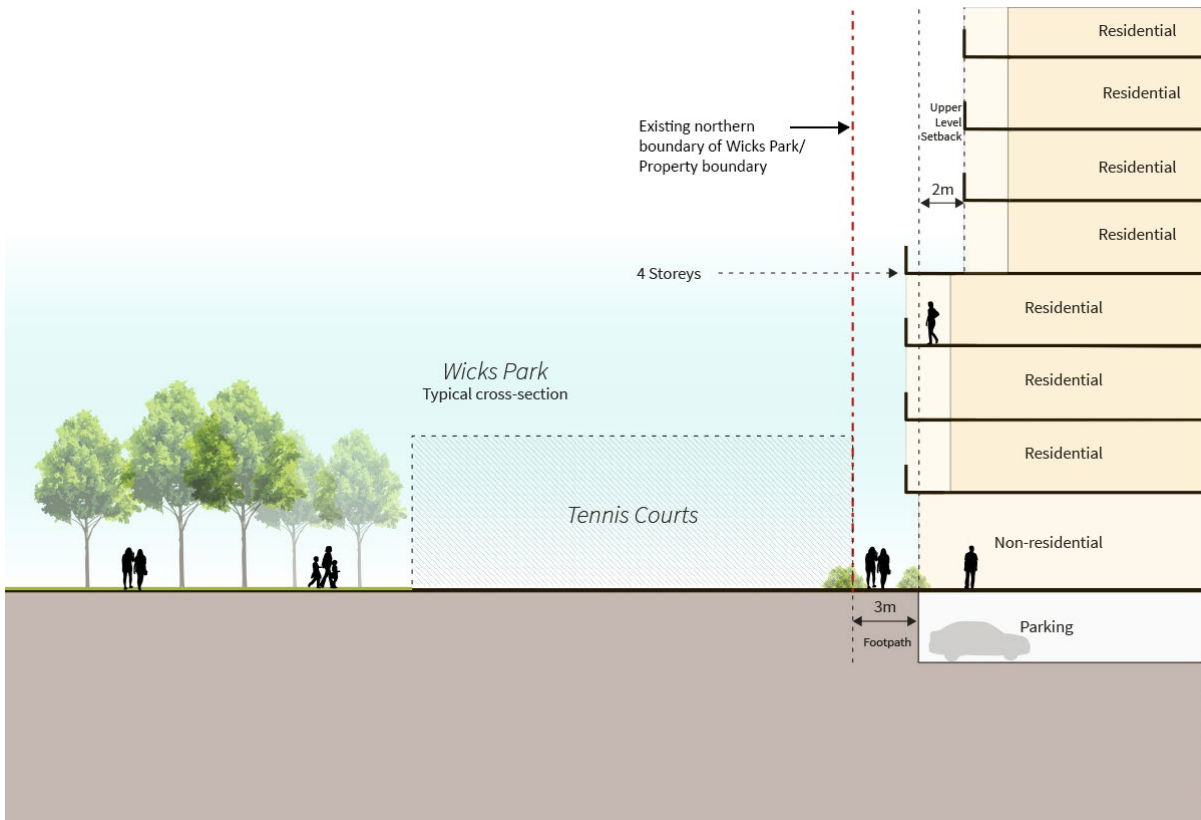 Residential
Residential
Upper
Level
Setback
Existing northern
boundary of Wicks Park/
Property boundary
Residential
2m
Residential
4 Storeys
Residential
Wicks Park
Typical cross-section
Residential
Residential
Tennis Courts
Non-residential
3m
Footpath
Parking